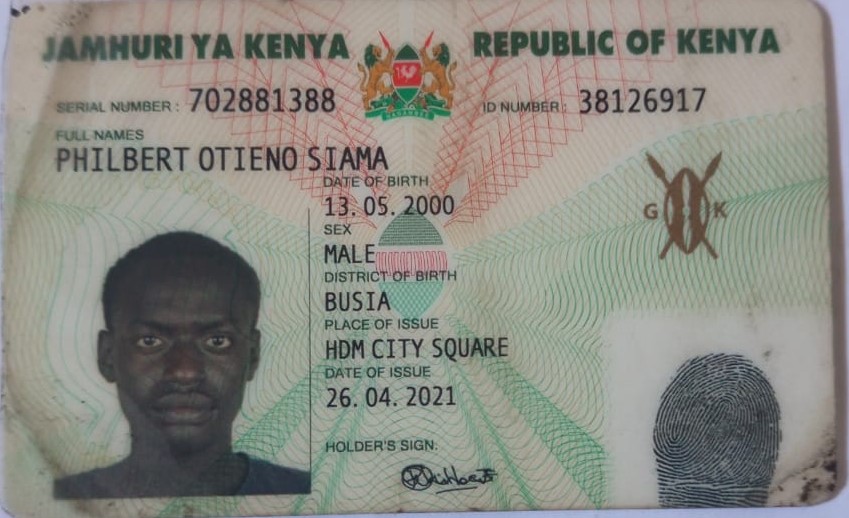 JAMHURI YA KENYA REPUBLIC OF KENYA
SERIAL NUMBER: 702881388 ID NUMBER: 38126917
FULL NAMES
PHILBERT OTIENO SIAMA
DATE OF BIRTH
13. 05. 2000
SEX
MALE
DISTRICT OF BIRTH
BUSIA
PLACE OF ISSUE
HDM CITY SQUARE
DATE OF ISSUE
26. 04. 2021
HOLDER'S SIGN.
G K
HARAMBEE